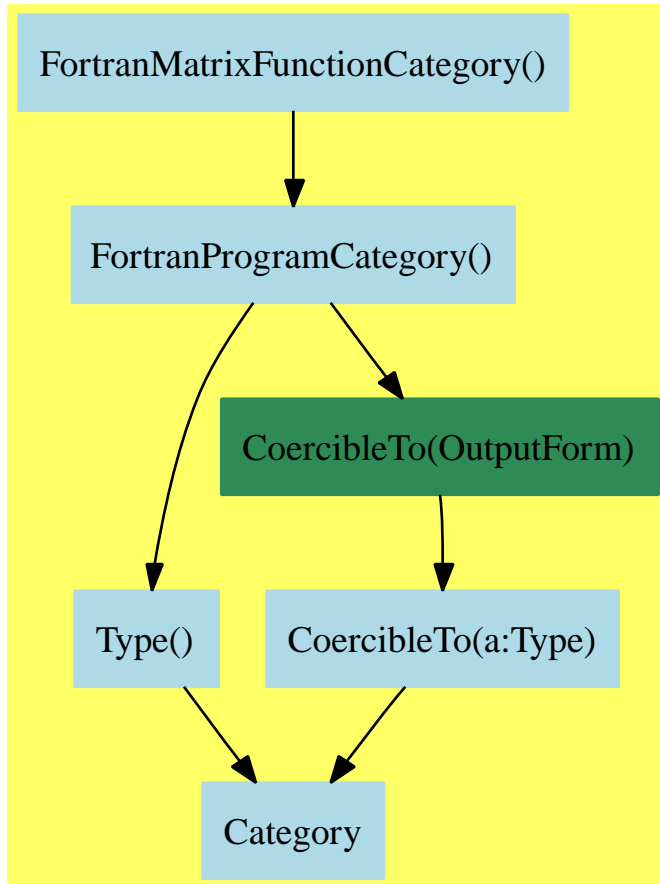 FortranMatrixFunctionCategory()
FortranProgramCategory()
CoercibleTo(OutputForm)
Type()
CoercibleTo(a:Type)
Category